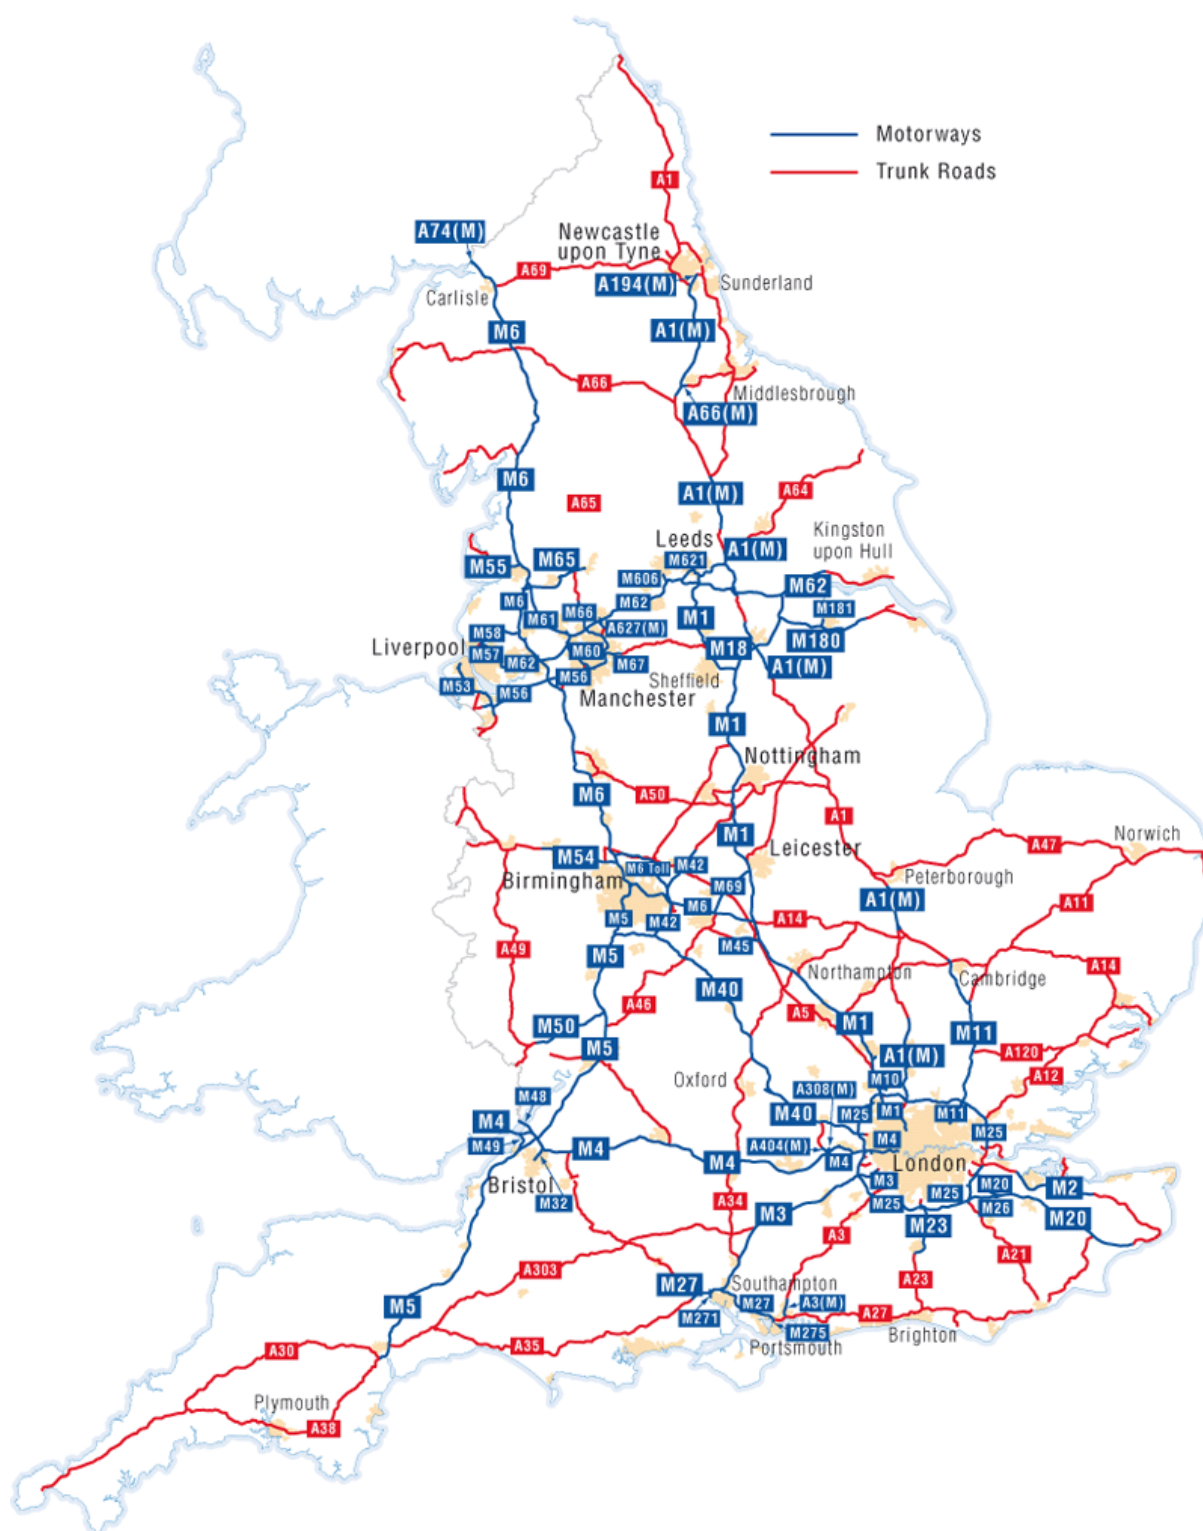 Motorways
Trunk Roads
A1
A74(M)
Newcastle
upon Tyne
A69
A194(M)
Sunderland
Carlisle
M6
A1(M)
A66
Middlesbrough
A66(M)
M6
A1(M)
A64
A65
Kingston
upon Hull
Leeds
A1(M)
M55
M65
M621
M606
M62
M6
M62
M181
M61
M66
M1
A627(M)
M58
M180
Liverpool
M57
M60
M18
M62
M67
A1(M)
M56
Sheffield
M53
M56
Manchester
M1
Nottingham
M6
A50
A1
M1
A47
Norwich
Leicester
M54
M6 Toll
M42
Birmingham
M69
Peterborough
A1(M)
M6
A11
M5
M42
A14
M45
A49
M5
Northampton
Cambridge
A14
M40
A46
A5
M1
M50
M11
M5
A1(M)
A120
Oxford
M10
A12
A308(M)
M48
M40
M25
M1
M11
M4
M25
M49
M4
A404(M)
M4
M4
M4
London
Bristol
M3
M20
M2
M32
A34
M25
M25
M26
M3
M23
M20
A3
A21
A303
M27
Southampton
A23
M5
M27
A3(M)
M271
A27
M275
Brighton
A30
A35
Portsmouth
Plymouth
A38